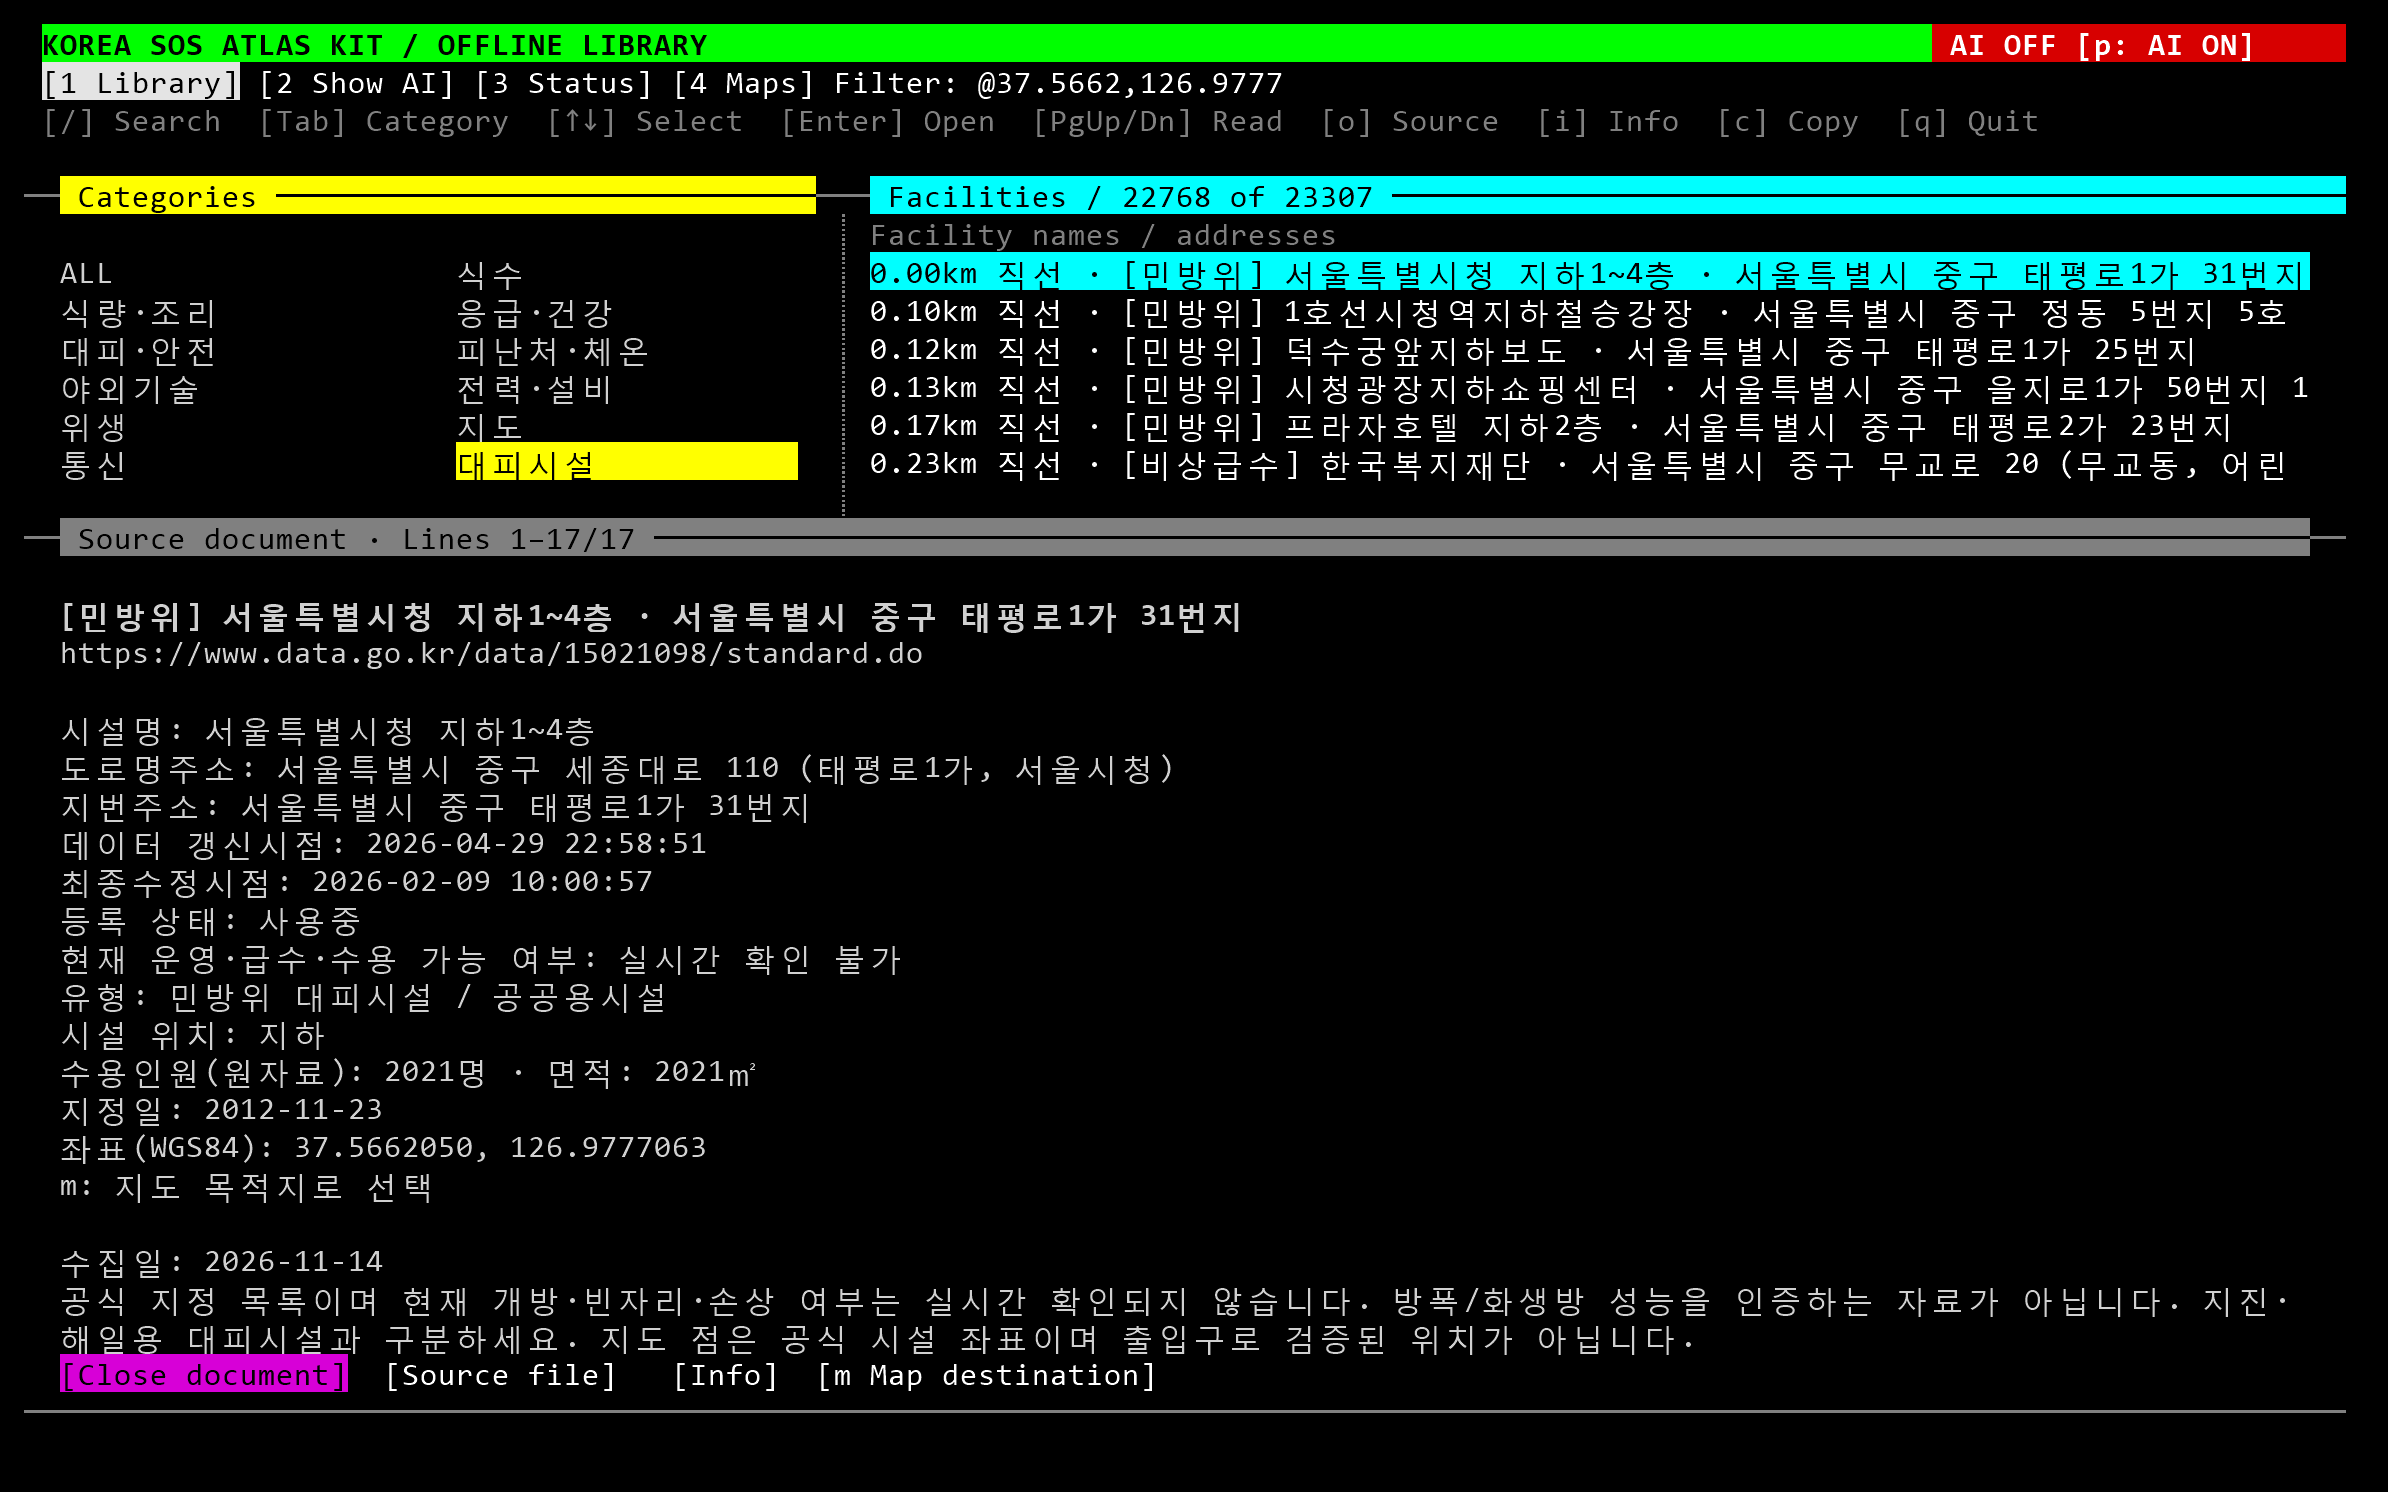 KOREA SOS ATLAS KIT / OFFLINE LIBRARY AI OFF [p: AI ON]
[1 Library] [2 Show AI] [3 Status] [4 Maps] Filter: @37.5662,126.9777
[/] Search [Tab] Category [↑↓] Select [Enter] Open [PgUp/Dn] Read [o] Source [i] Info [c] Copy [q] Quit
Categories
ALL 식수
식량·조리 응급·건강
대피·안전 피난처·체온
야외기술 전력·설비
위생 지도
통신 대피시설
Facilities / 22768 of 23307
Facility names / addresses
0.00km 직선 · [민방위] 서울특별시청 지하1~4층 · 서울특별시 중구 태평로1가 31번지
0.10km 직선 · [민방위] 1호선시청역지하철승강장 · 서울특별시 중구 정동 5번지 5호
0.12km 직선 · [민방위] 덕수궁앞지하보도 · 서울특별시 중구 태평로1가 25번지
0.13km 직선 · [민방위] 시청광장지하쇼핑센터 · 서울특별시 중구 을지로1가 50번지 1
0.17km 직선 · [민방위] 프라자호텔 지하2층 · 서울특별시 중구 태평로2가 23번지
0.23km 직선 · [비상급수] 한국복지재단 · 서울특별시 중구 무교로 20 (무교동, 어린
Source document · Lines 1–17/17
[민방위] 서울특별시청 지하1~4층 · 서울특별시 중구 태평로1가 31번지
https://www.data.go.kr/data/15021098/standard.do
시설명: 서울특별시청 지하1~4층
도로명주소: 서울특별시 중구 세종대로 110 (태평로1가, 서울시청)
지번주소: 서울특별시 중구 태평로1가 31번지
데이터 갱신시점: 2026-04-29 22:58:51
최종수정시점: 2026-02-09 10:00:57
등록 상태: 사용중
현재 운영·급수·수용 가능 여부: 실시간 확인 불가
유형: 민방위 대피시설 / 공공용시설
시설 위치: 지하
수용인원(원자료): 2021명 · 면적: 2021㎡
지정일: 2012-11-23
좌표(WGS84): 37.5662050, 126.9777063
m: 지도 목적지로 선택
수집일: 2026-11-14
공식 지정 목록이며 현재 개방·빈자리·손상 여부는 실시간 확인되지 않습니다. 방폭/화생방 성능을 인증하는 자료가 아닙니다. 지진·
해일용 대피시설과 구분하세요. 지도 점은 공식 시설 좌표이며 출입구로 검증된 위치가 아닙니다.
[Close document] [Source file] [Info] [m Map destination]